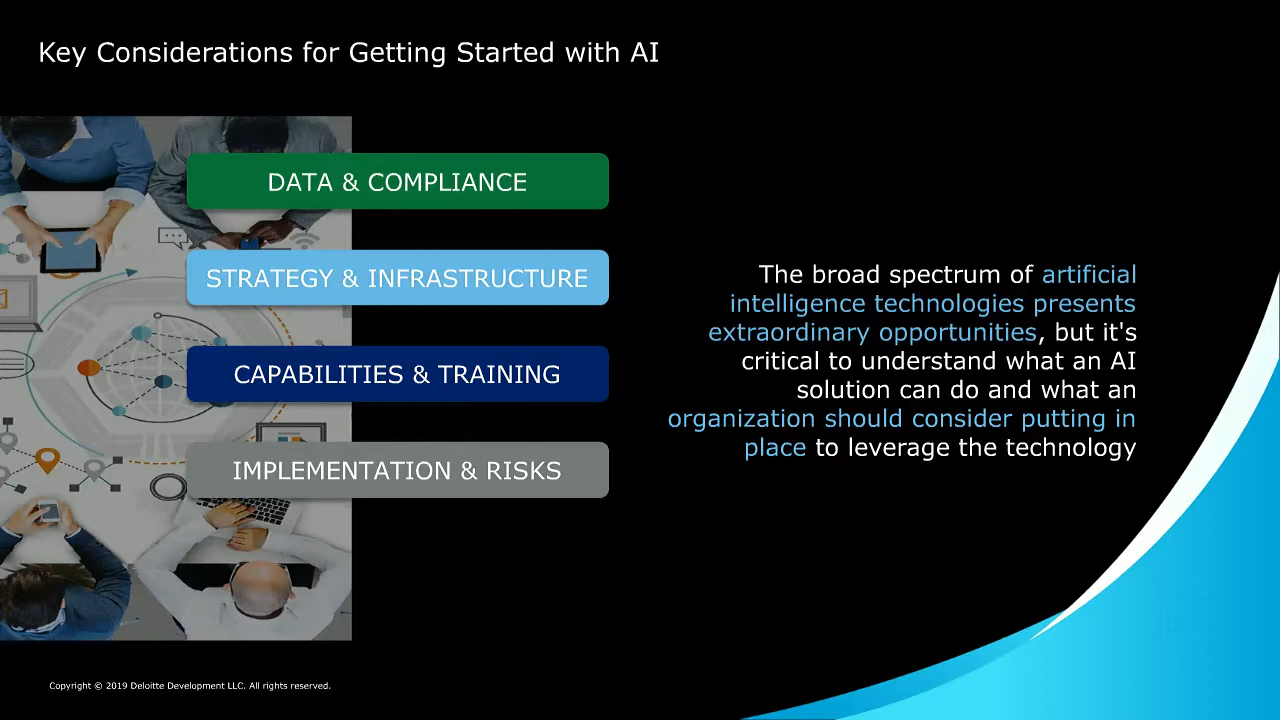 Key Considerations for Getting Started with AI
DATA & COMPLIANCE
STRATEGY & INFRASTRUCTURE
CAPABILITIES & TRAINING
IMPLEMENTATION & RISKS
The broad spectrum of artificial
intelligence technologies presents
extraordinary opportunities, but it's
critical to understand what an AI
solution can do and what an
organization should consider putting in
place to leverage the technology
Copyright © 2019 Deloitte Development LLC. All rights reserved.